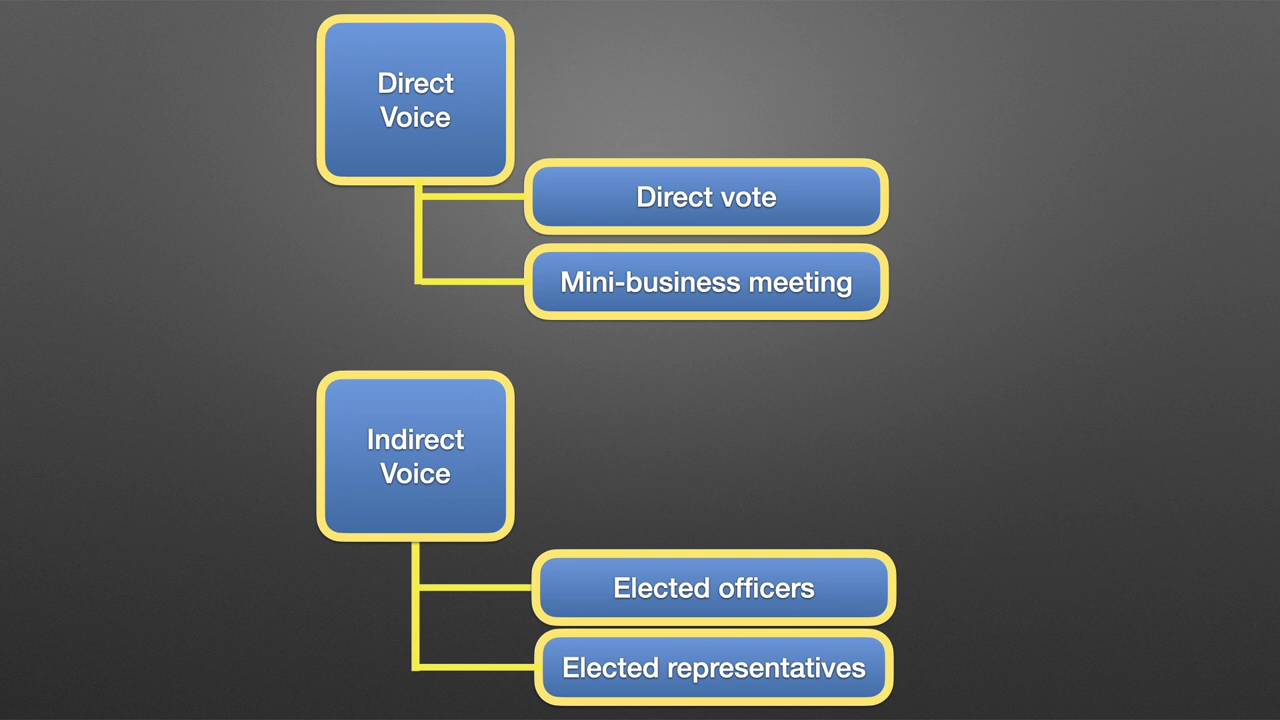 Direct
Voice
Direct vote
Mini-business meeting
Indirect
Voice
Elected officers
Elected representatives